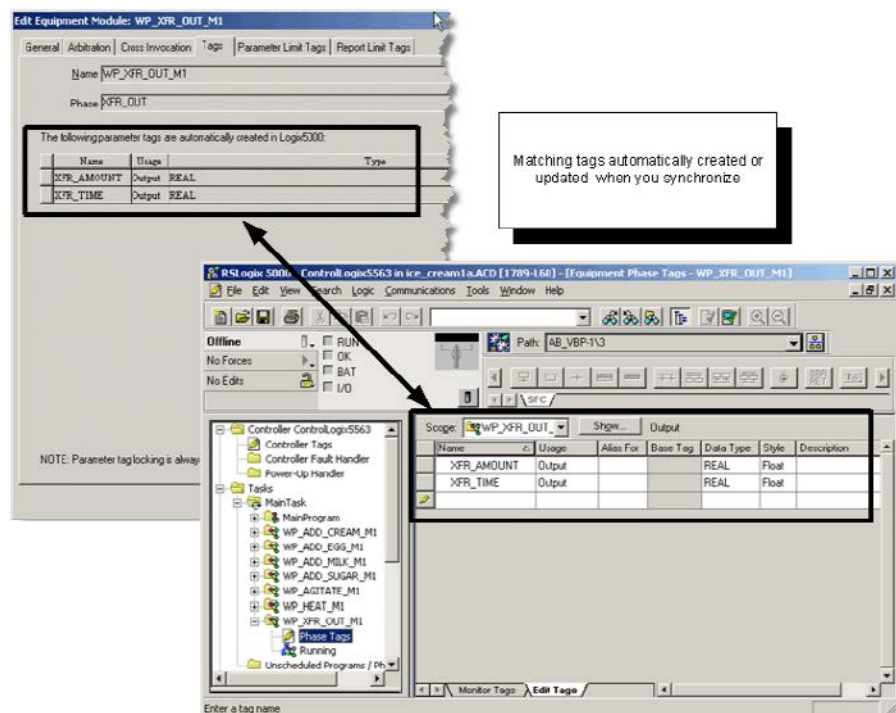 Edit Equipment Module: WP_XFR_OUT_M1
General Arbitration Cross Invocation Tags Parameter Limit Tags Report Limit Tags
Name WP_XFR_OUT_M1
Phase XFR_OUT
The following parameter tags are automatically created in Logix5000:
Name Usage Type
XFR_AMOUNT Output REAL
XFR_TIME Output REAL
NOTE: Parameter tag locking is alway
Matching tags automatically created or
updated when you synchronize
RSLogix 5000 - ControlLogix5563 in ice_cream1a.ACD [1789-L60] - [Equipment Phase Tags - WP_XFR_OUT_M1]
File Edit View Search Logic Communications Tools Window Help
Offline RUN
No Forces OK
No Edits BAT
I/O
Path: AB_VBP-1\3
SFC
Scope: WP_XFR_OUT_ Show... Output
Name Usage Alias For Base Tag Data Type Style Description
XFR_AMOUNT Output REAL Float
XFR_TIME Output REAL Float
Controller ControlLogix5563
Controller Tags
Controller Fault Handler
Power-Up Handler
Tasks
MainTask
MainProgram
WP_ADD_CREAM_M1
WP_ADD_EGG_M1
WP_ADD_MILK_M1
WP_ADD_SUGAR_M1
WP_AGITATE_M1
WP_HEAT_M1
WP_XFR_OUT_M1
Phase Tags
Running
Unscheduled Programs / Ph
Monitor Tags Edit Tags
Enter a tag name